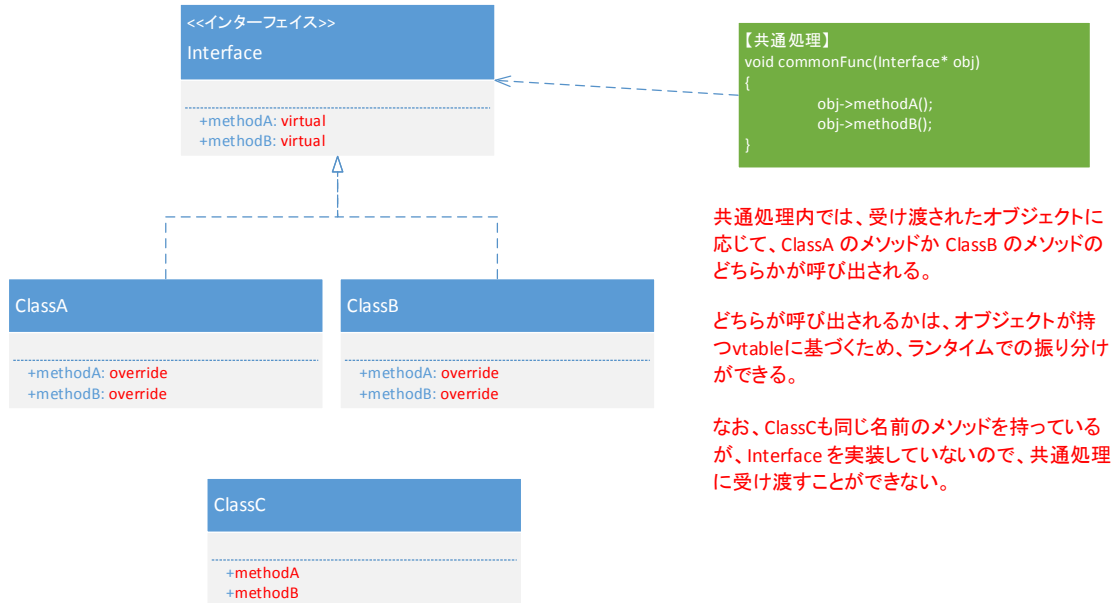 <<インターフェイス>>
Interface
+methodA: virtual
+methodB: virtual
【共通処理】
void commonFunc(Interface* obj)
{
obj->methodA();
obj->methodB();
}
共通処理内では、受け渡されたオブジェクトに
応じて、ClassA のメソッドか ClassB のメソッドの
どちらかが呼び出される。
どちらが呼び出されるかは、オブジェクトが持
つvtableに基づくため、ランタイムでの振り分け
ができる。
なお、ClassCも同じ名前のメソッドを持っている
が、Interface を実装していないので、共通処理
に受け渡すことができない。
ClassA
+methodA: override
+methodB: override
ClassB
+methodA: override
+methodB: override
ClassC
+methodA
+methodB